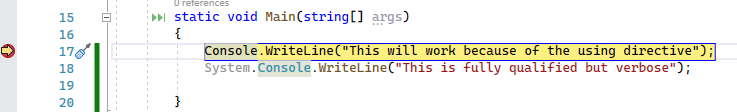 0 references
15 static void Main(string[] args)
16 {
17 Console.WriteLine("This will work because of the using directive");
18 System.Console.WriteLine("This is fully qualified but verbose");
19
20 }